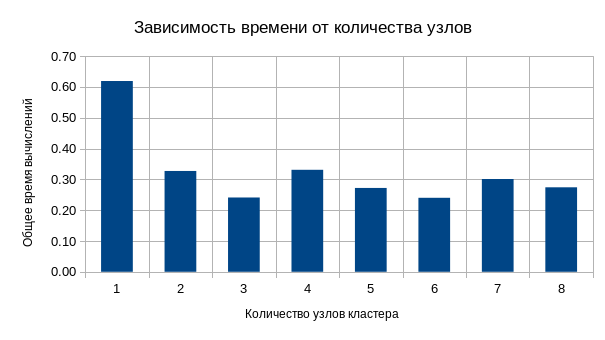 Зависимость времени от количества узлов
Общее время вычислений
0.70
0.60
0.50
0.40
0.30
0.20
0.10
0.00
1 2 3 4 5 6 7 8
Количество узлов кластера